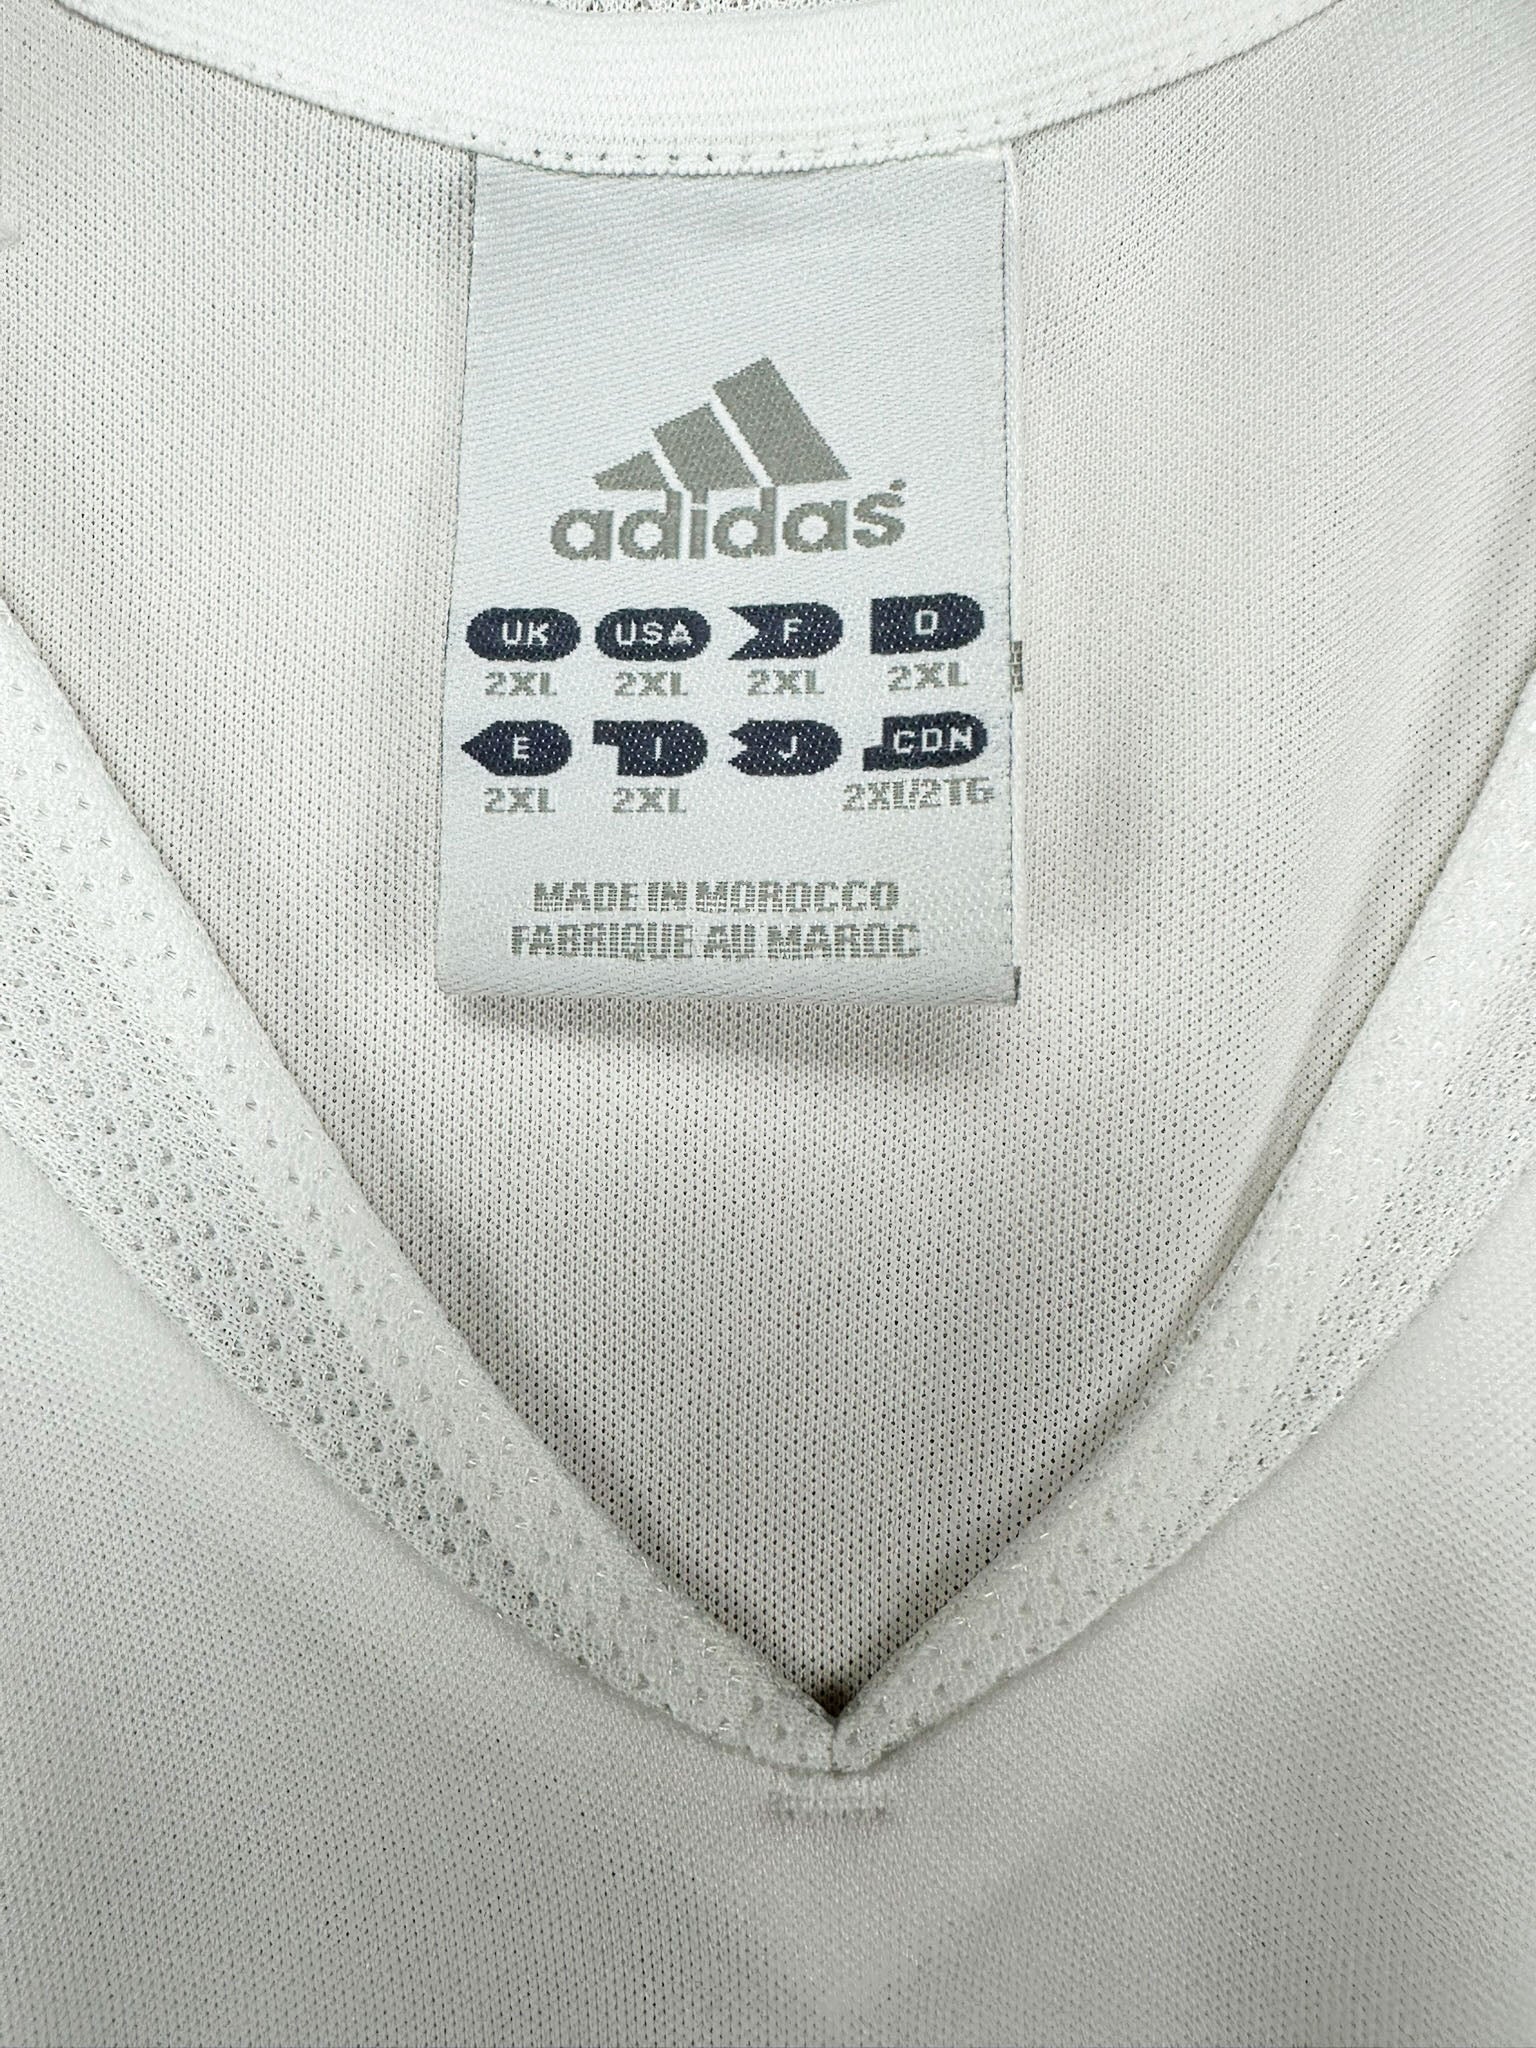 adidas
UK USA F D
2XL 2XL 2XL 2XL
E I J CDN
2XL 2XL 2XL/2TG
MADE IN MOROCCO
FABRIQUE AU MAROC